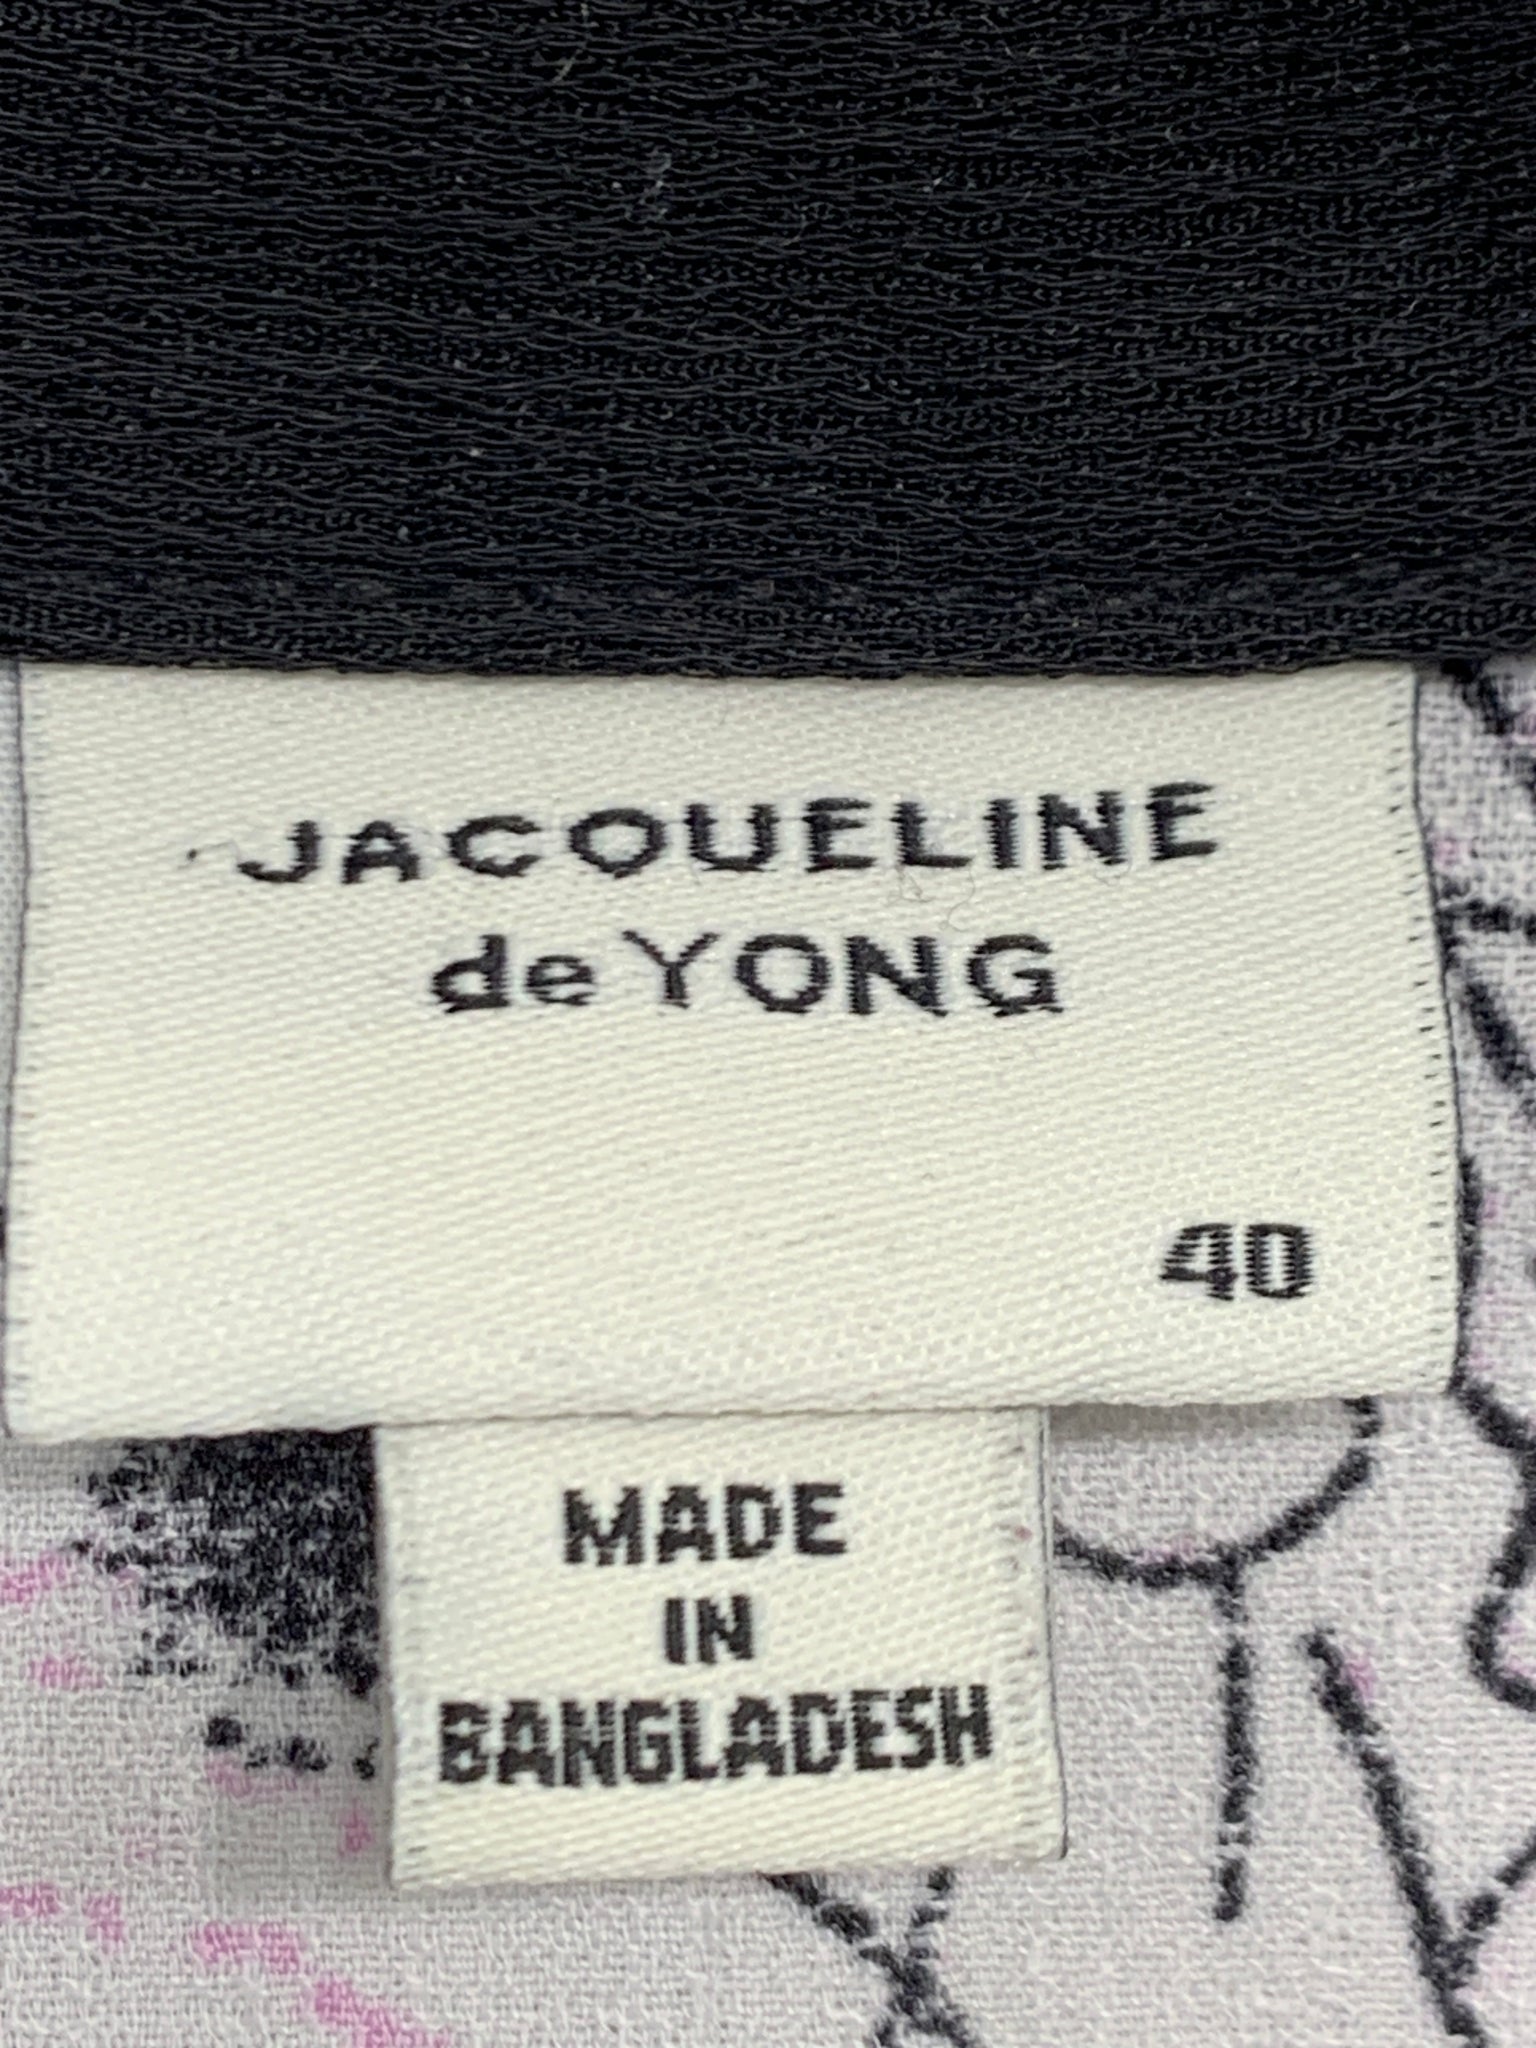 JACQUELINE
de YONG
40
MADE
IN
BANGLADESH